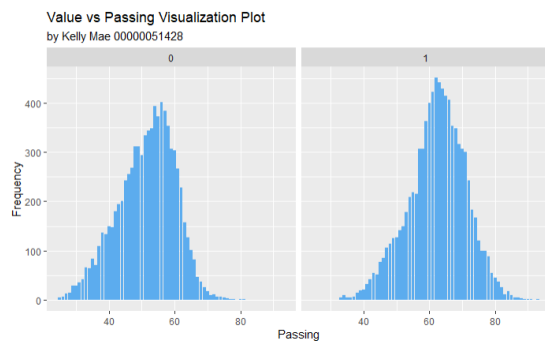 Value vs Passing Visualization Plot
by Kelly Mae 00000051428
0 1
400
300
200
100
0
Frequency
40 60 80 40 60 80
Passing